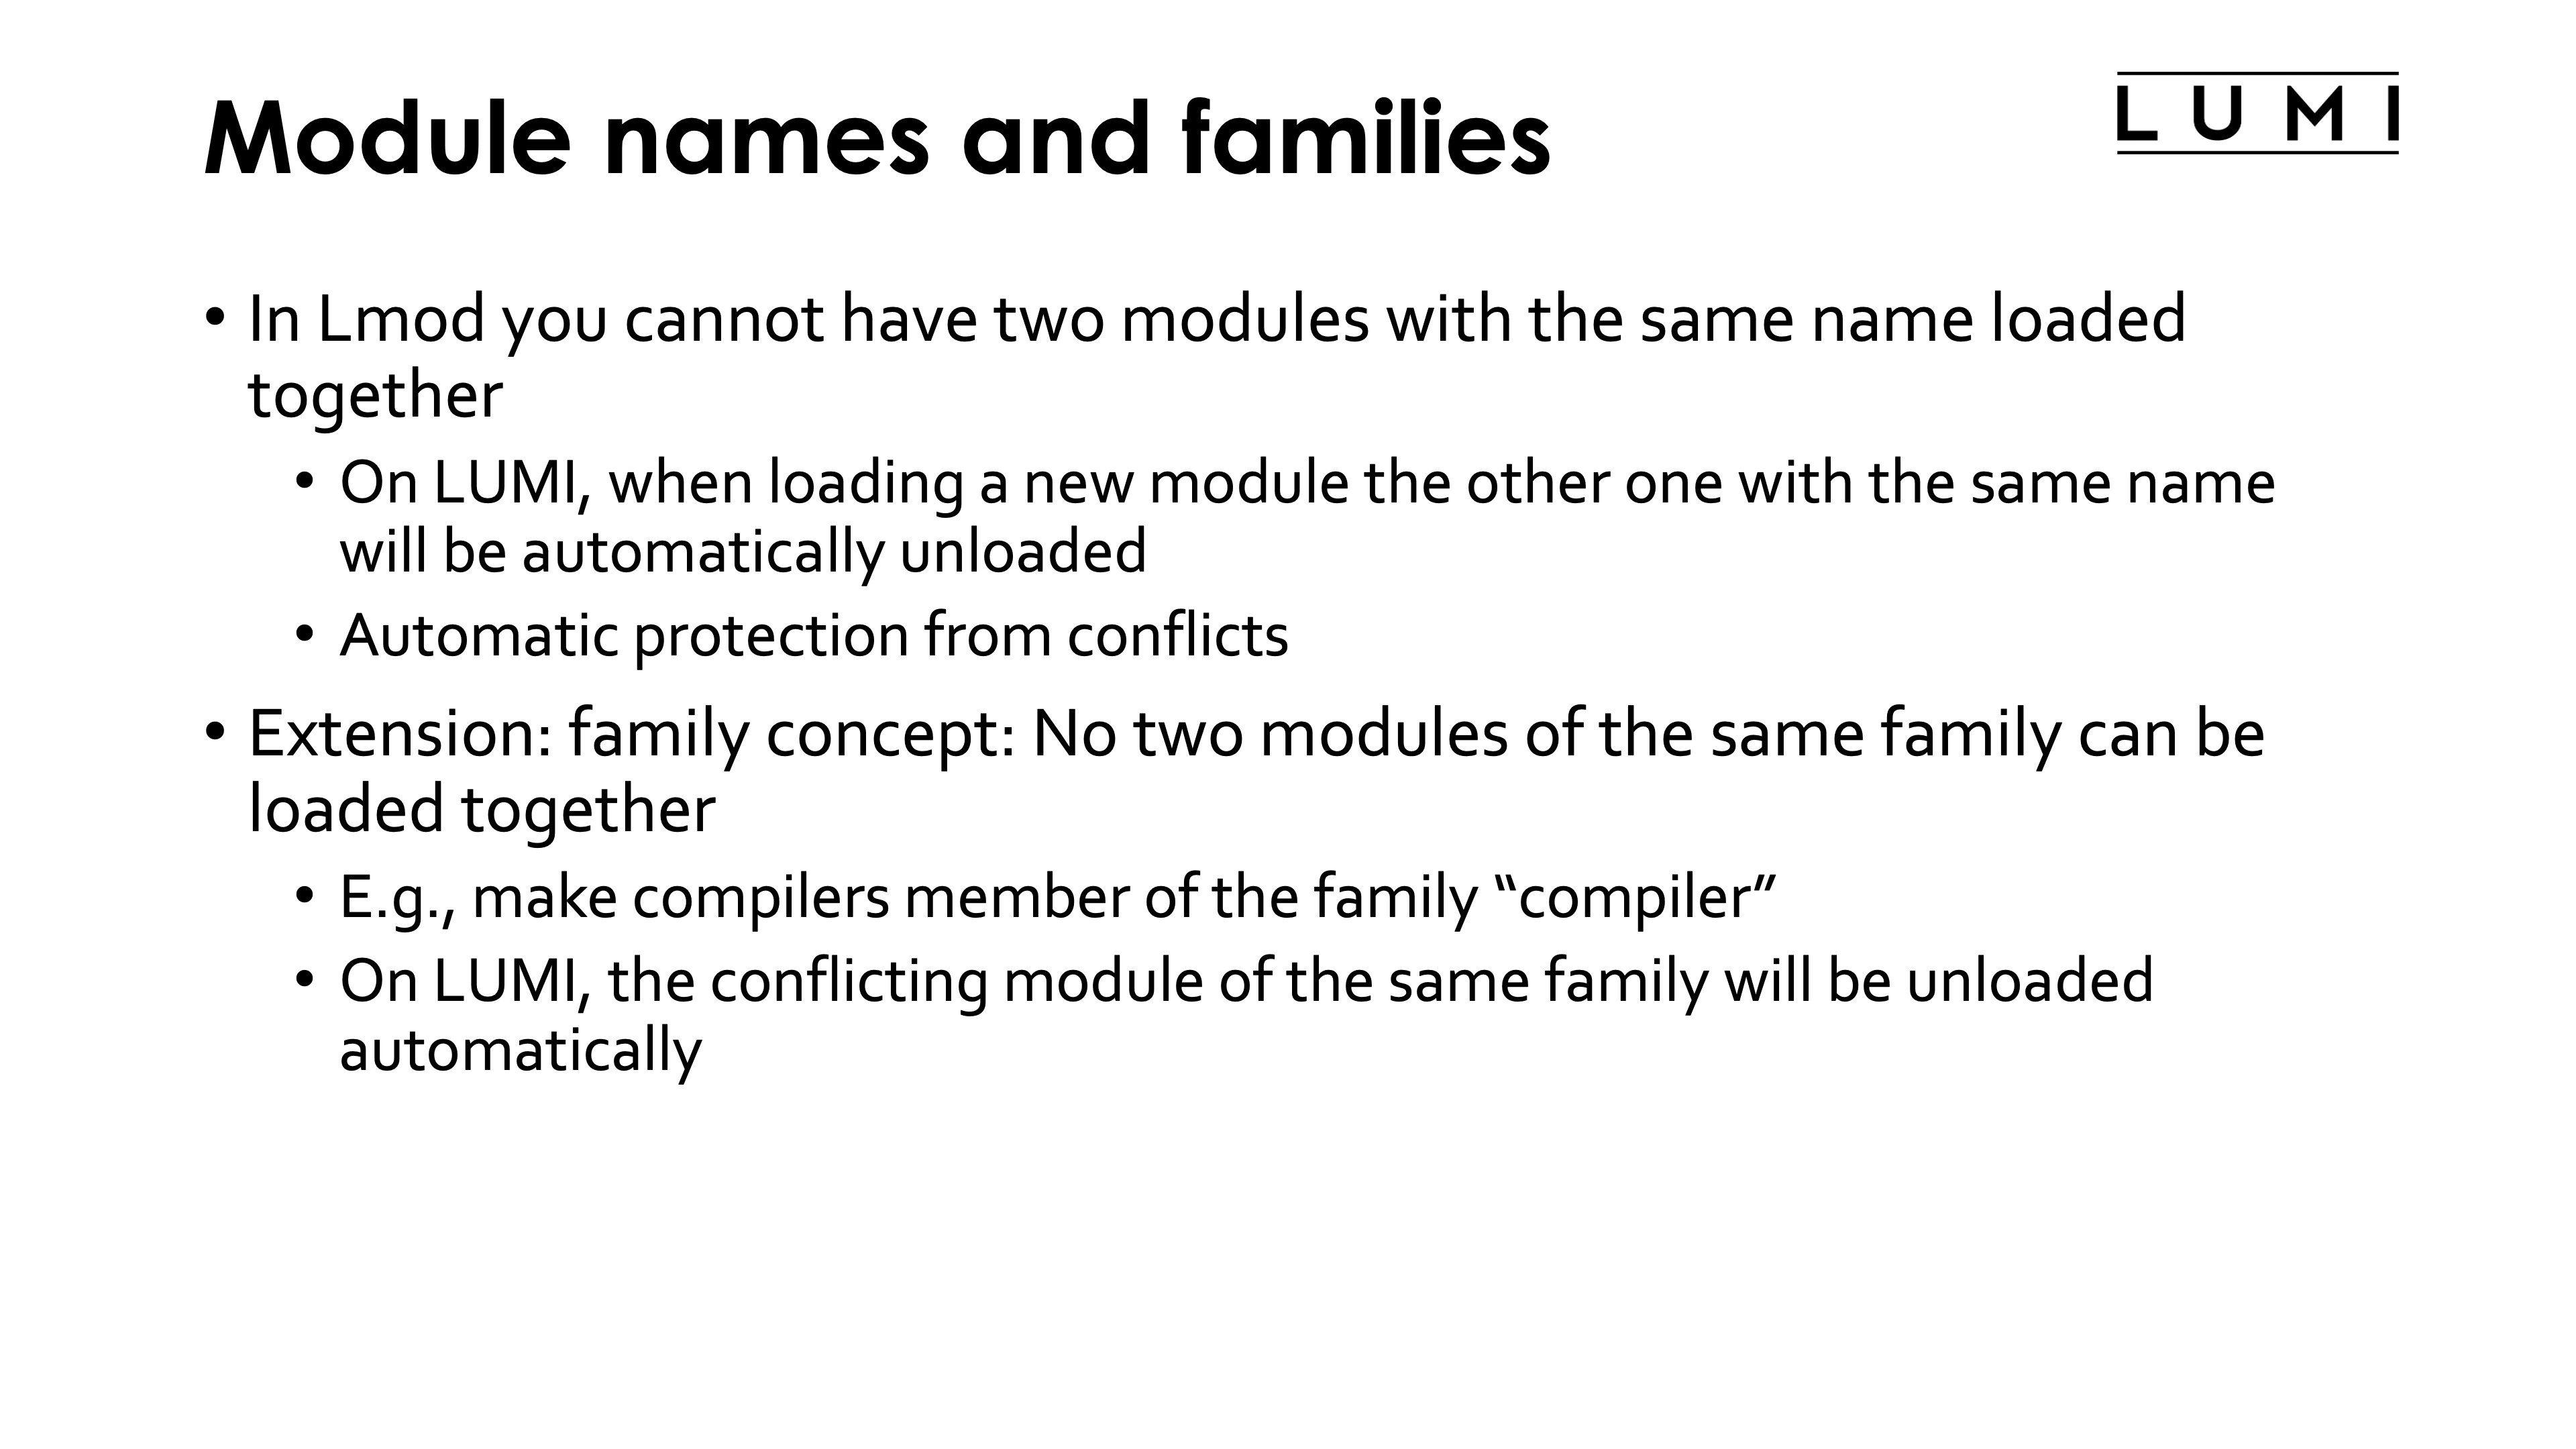 Module names and families
L U M I
• In Lmod you cannot have two modules with the same name loaded
together
• On LUMI, when loading a new module the other one with the same name
will be automatically unloaded
• Automatic protection from conflicts
• Extension: family concept: No two modules of the same family can be
loaded together
• E.g., make compilers member of the family “compiler”
• On LUMI, the conflicting module of the same family will be unloaded
automatically